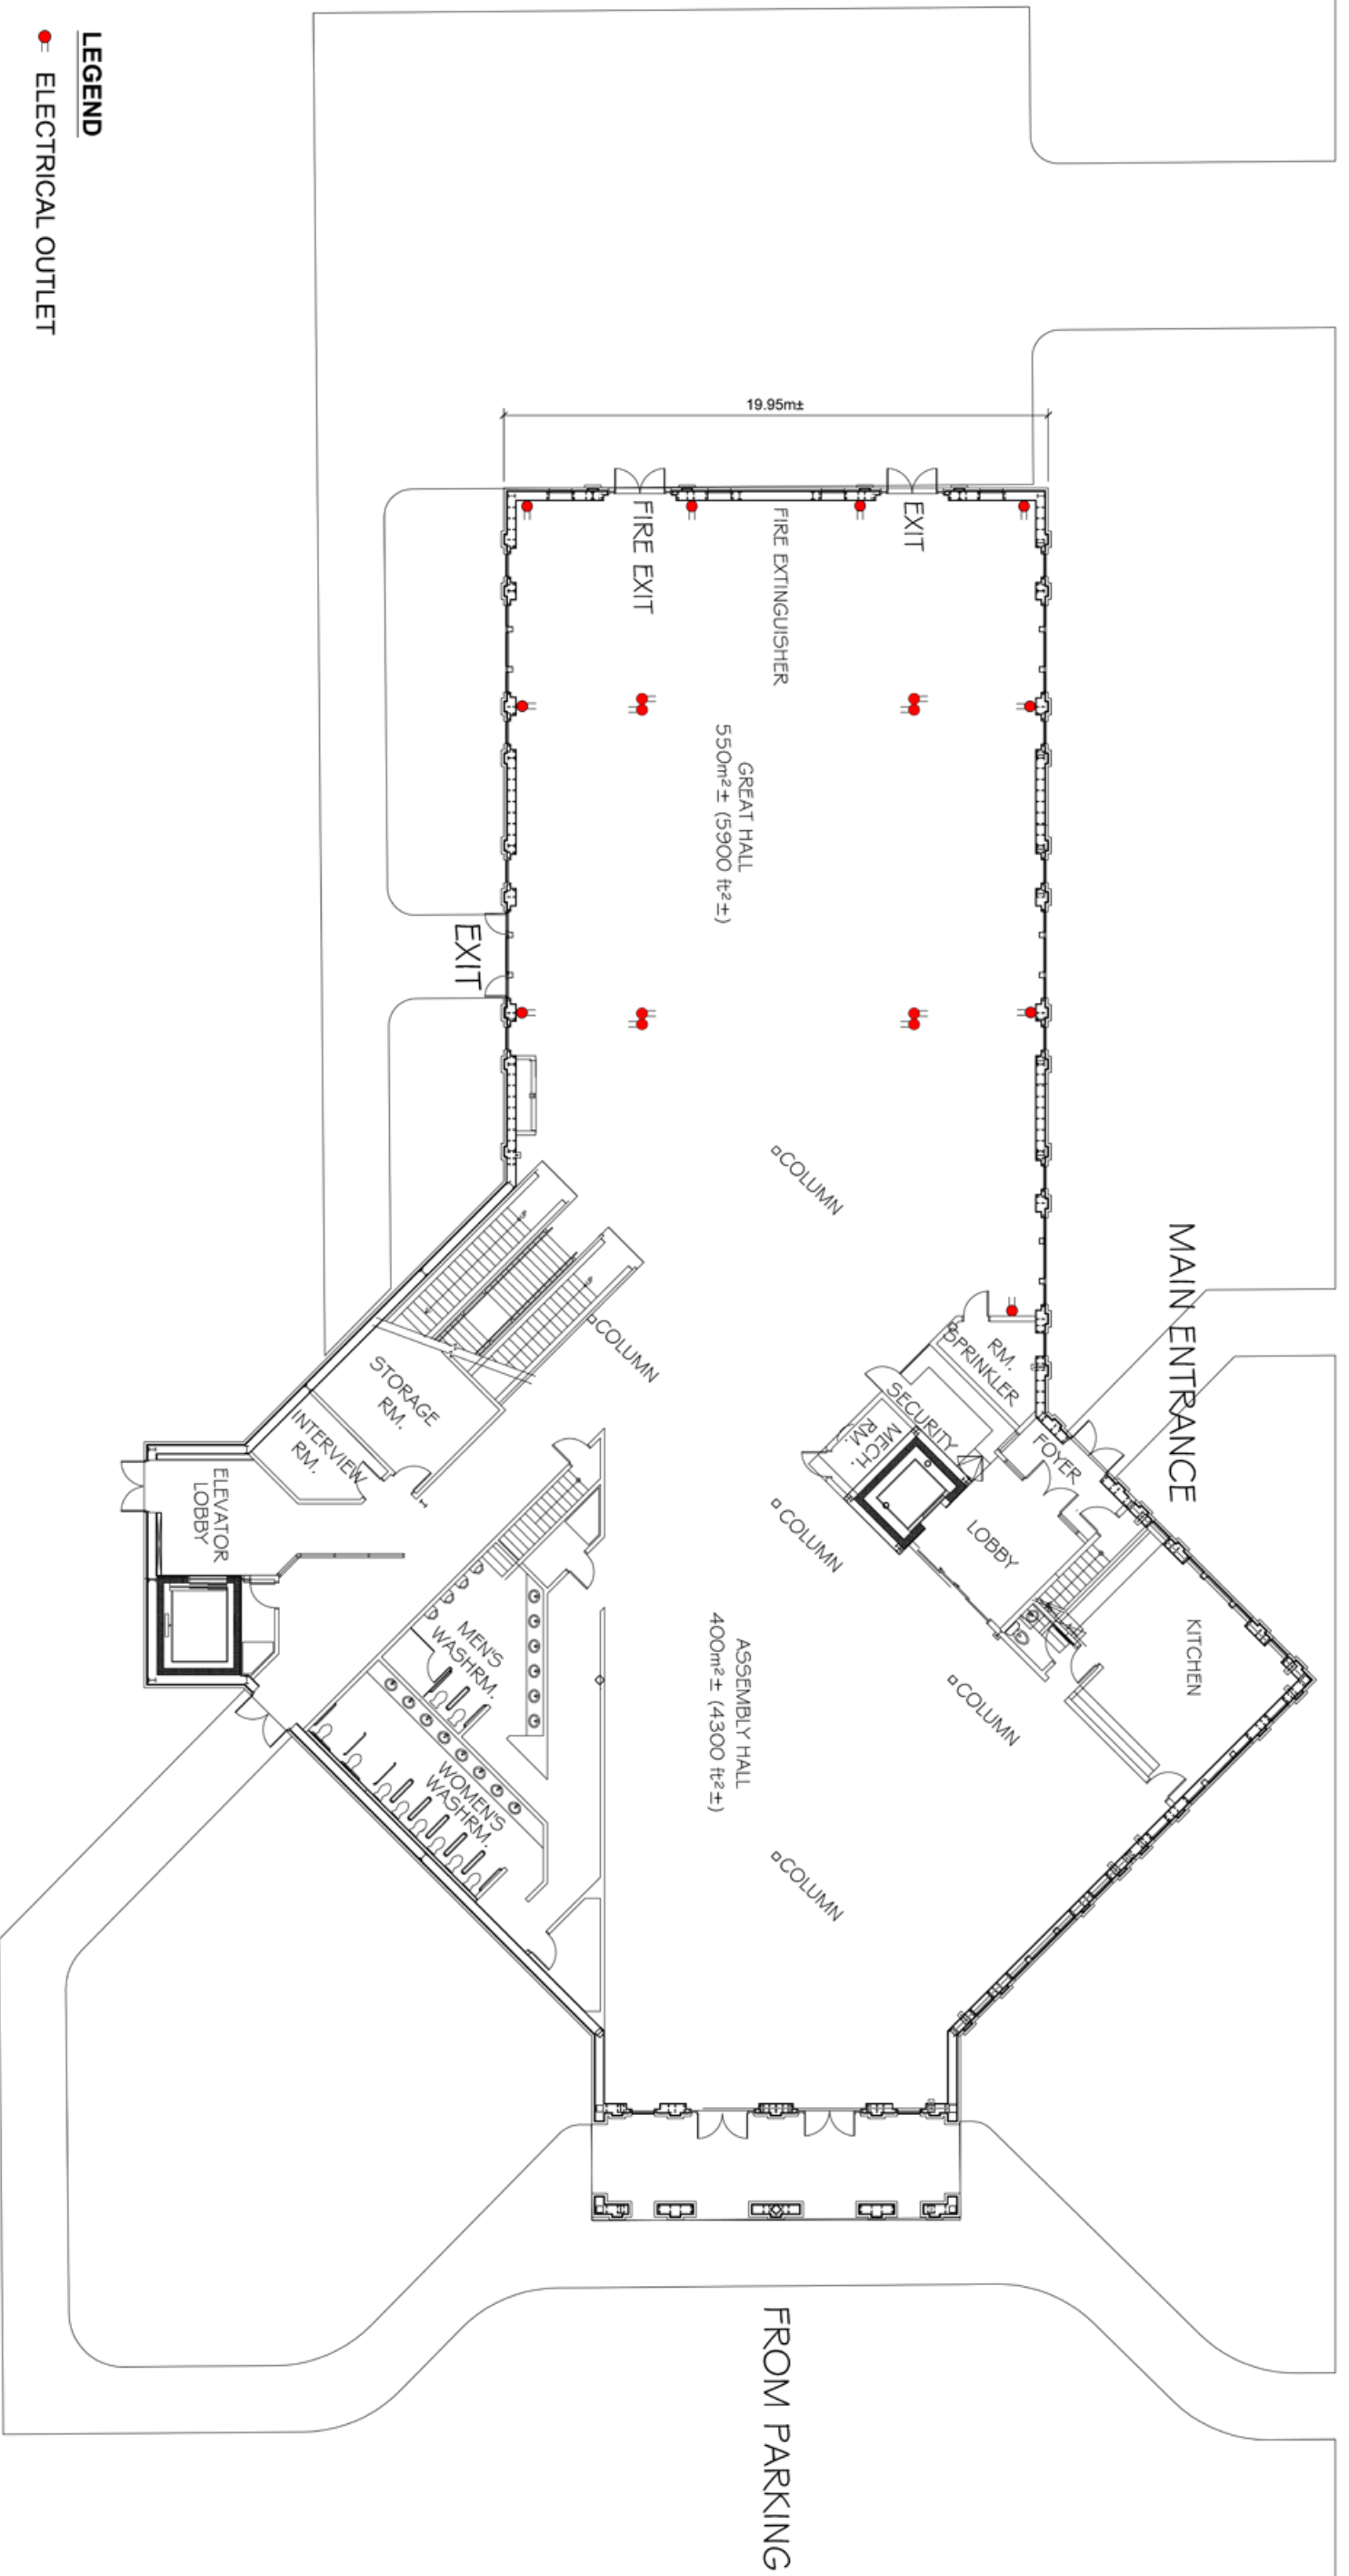 LEGEND
ELECTRICAL OUTLET
19.95m±
FIRE EXIT
FIRE EXTINGUISHER
EXIT
GREAT HALL
550m²± (5900 ft²±)
EXIT
COLUMN
COLUMN
MAIN ENTRANCE
SPRINKLER
RM.
SECURITY
MECH.
RM.
FOYER
LOBBY
STORAGE
RM.
INTERVIEW
RM.
ELEVATOR
LOBBY
COLUMN
KITCHEN
MEN'S
WASHRM.
WOMEN'S
WASHRM.
ASSEMBLY HALL
400m²± (4300 ft²±)
COLUMN
COLUMN
FROM PARKING